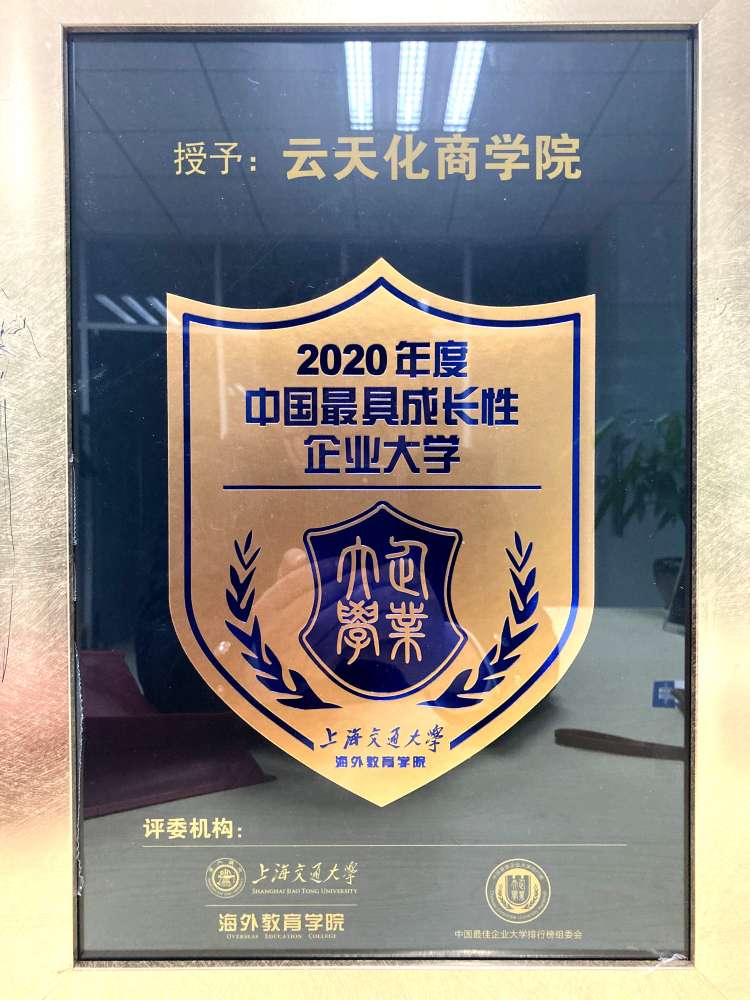 授予：云天化商学院
2020年度
中国最具成长性
企业大学
企业
大學
上海交通大學
海外教育学院
评委机构：
上海交通大學
SHANGHAI JIAO TONG UNIVERSITY
海外教育学院
OVERSEAS EDUCATION COLLEGE
中国最佳企业大学排行榜组委会